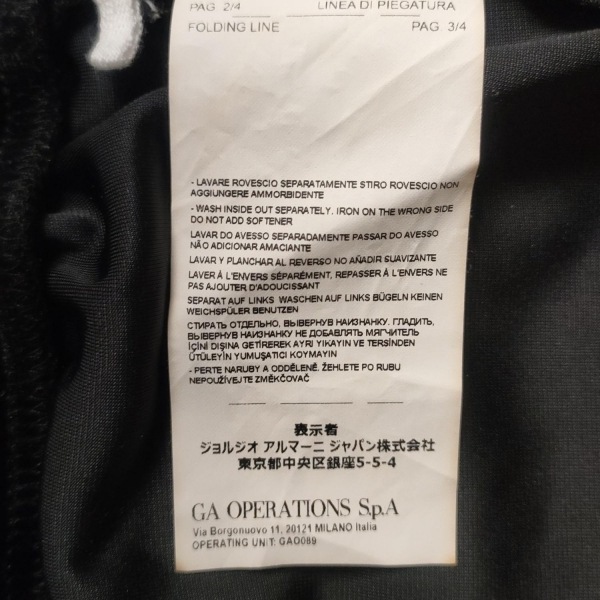 PAG. 2/4 LINEA DI PIEGATURA
FOLDING LINE PAG. 3/4
- LAVARE ROVESCIO SEPARATAMENTE STIRO ROVESCIO NON
AGGIUNGERE AMMORBIDENTE
- WASH INSIDE OUT SEPARATELY. IRON ON THE WRONG SIDE
DO NOT ADD SOFTENER
LAVAR DO AVESSO SEPARADAMENTE PASSAR DO AVESSO
NÃO ADICIONAR AMACIANTE
LAVAR Y PLANCHAR AL REVERSO NO AÑADIR SUAVIZANTE
LAVER À L'ENVERS SÉPARÉMENT, REPASSER À L'ENVERS NE
PAS AJOUTER D'ADOUCISSANT
SEPARAT AUF LINKS WASCHEN AUF LINKS BÜGELN KEINEN
WEICHSPÜLER BENUTZEN
СТИРАТЬ ОТДЕЛЬНО, ВЫВЕРНУВ НАИЗНАНКУ. ГЛАДИТЬ,
ВЫВЕРНУВ НАИЗНАНКУ НЕ ДОБАВЛЯТЬ МЯГЧИТЕЛЬ
İÇİNİ DIŞINA GETİREREK AYRI YIKAYIN VE TERSİNDEN
ÜTÜLEYİN YUMUŞATICI KOYMAYIN
- PERTE NARUBY A ODDĚLENĚ. ŽEHLETE PO RUBU
NEPOUŽÍVEJTE ZMĚKČOVAČ
表示者
ジョルジオ アルマーニ ジャパン株式会社
東京都中央区銀座5-5-4
GA OPERATIONS S.p.A
Via Borgonuovo 11, 20121 MILANO Italia
OPERATING UNIT: GAO089